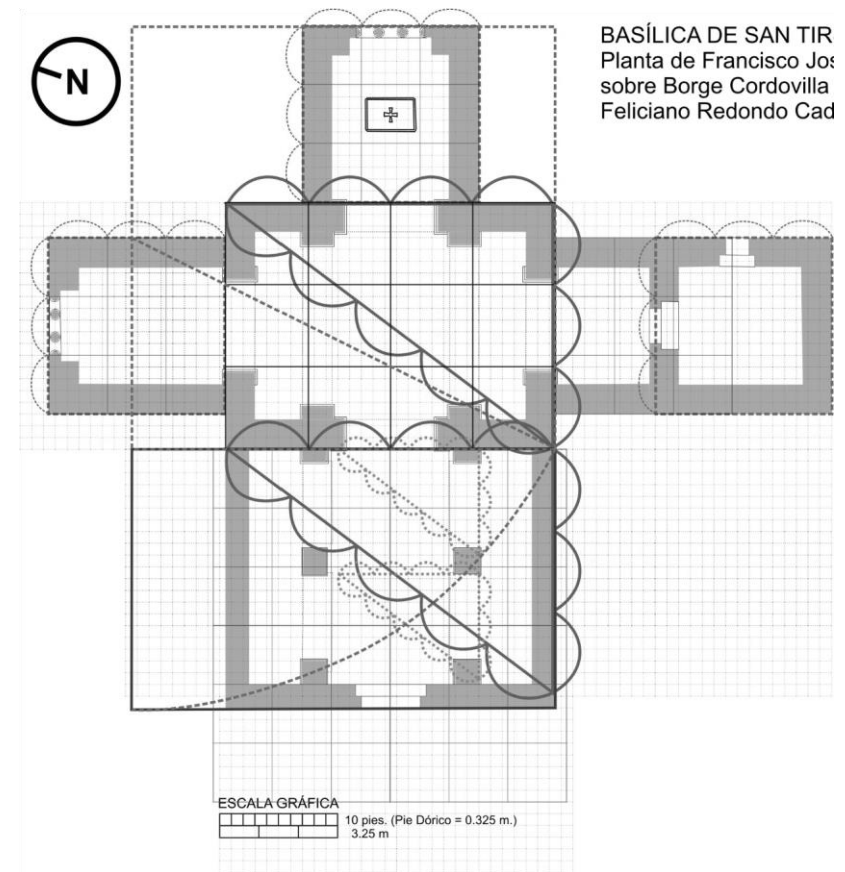 N
BASÍLICA DE SAN TIR
Planta de Francisco Jos
sobre Borge Cordovilla
Feliciano Redondo Cad
ESCALA GRÁFICA
10 pies. (Pie Dórico = 0.325 m.)
3.25 m